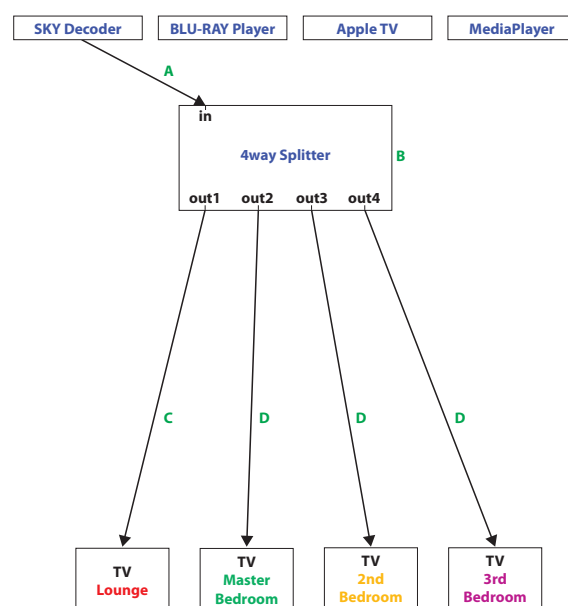 SKY Decoder
BLU-RAY Player
Apple TV
MediaPlayer
A
in
4way Splitter
B
out1
out2
out3
out4
C
D
D
D
TV
Lounge
TV
Master
Bedroom
TV
2nd
Bedroom
TV
3rd
Bedroom